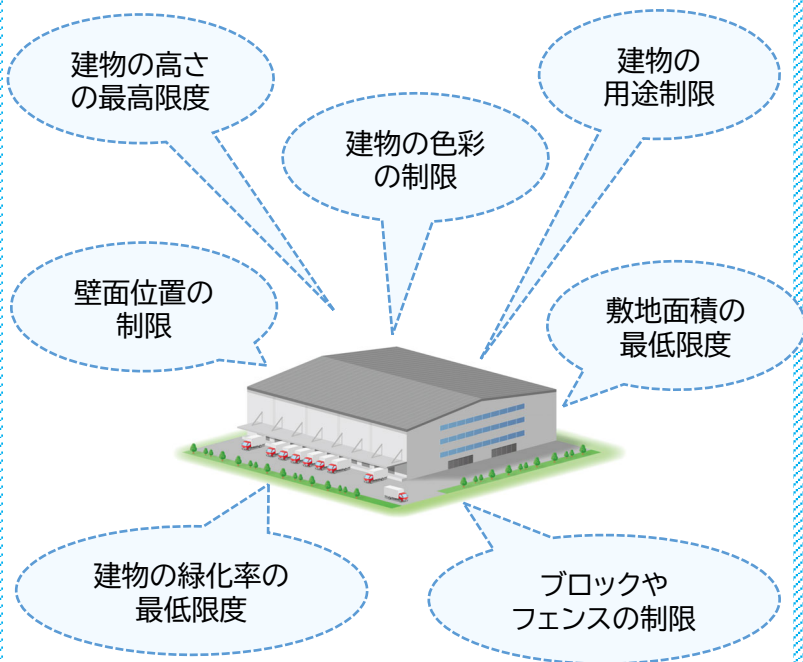 建物の高さ
の最高限度
建物の
用途制限
建物の色彩
の制限
壁面位置の
制限
敷地面積の
最低限度
建物の緑化率の
最低限度
ブロックや
フェンスの制限